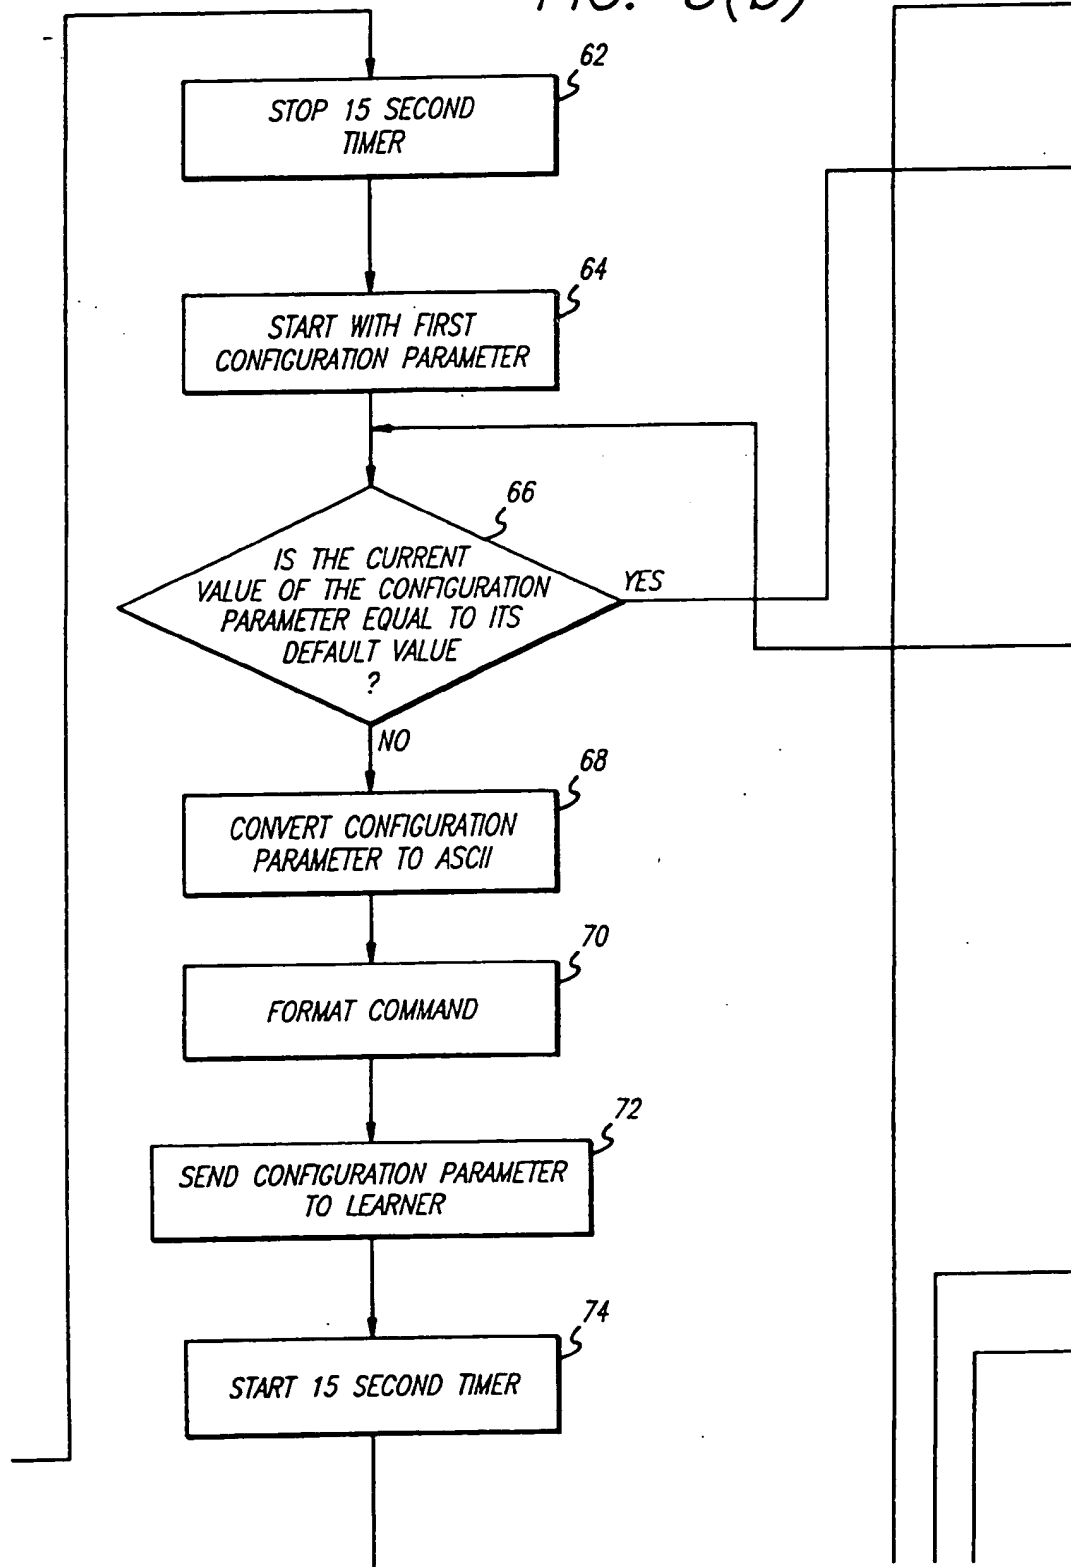 FIG. 6(b)
62
STOP 15 SECOND
TIMER
64
START WITH FIRST
CONFIGURATION PARAMETER
66
IS THE CURRENT
VALUE OF THE CONFIGURATION
PARAMETER EQUAL TO ITS
DEFAULT VALUE
?
YES
NO
68
CONVERT CONFIGURATION
PARAMETER TO ASCII
70
FORMAT COMMAND
72
SEND CONFIGURATION PARAMETER
TO LEARNER
74
START 15 SECOND TIMER